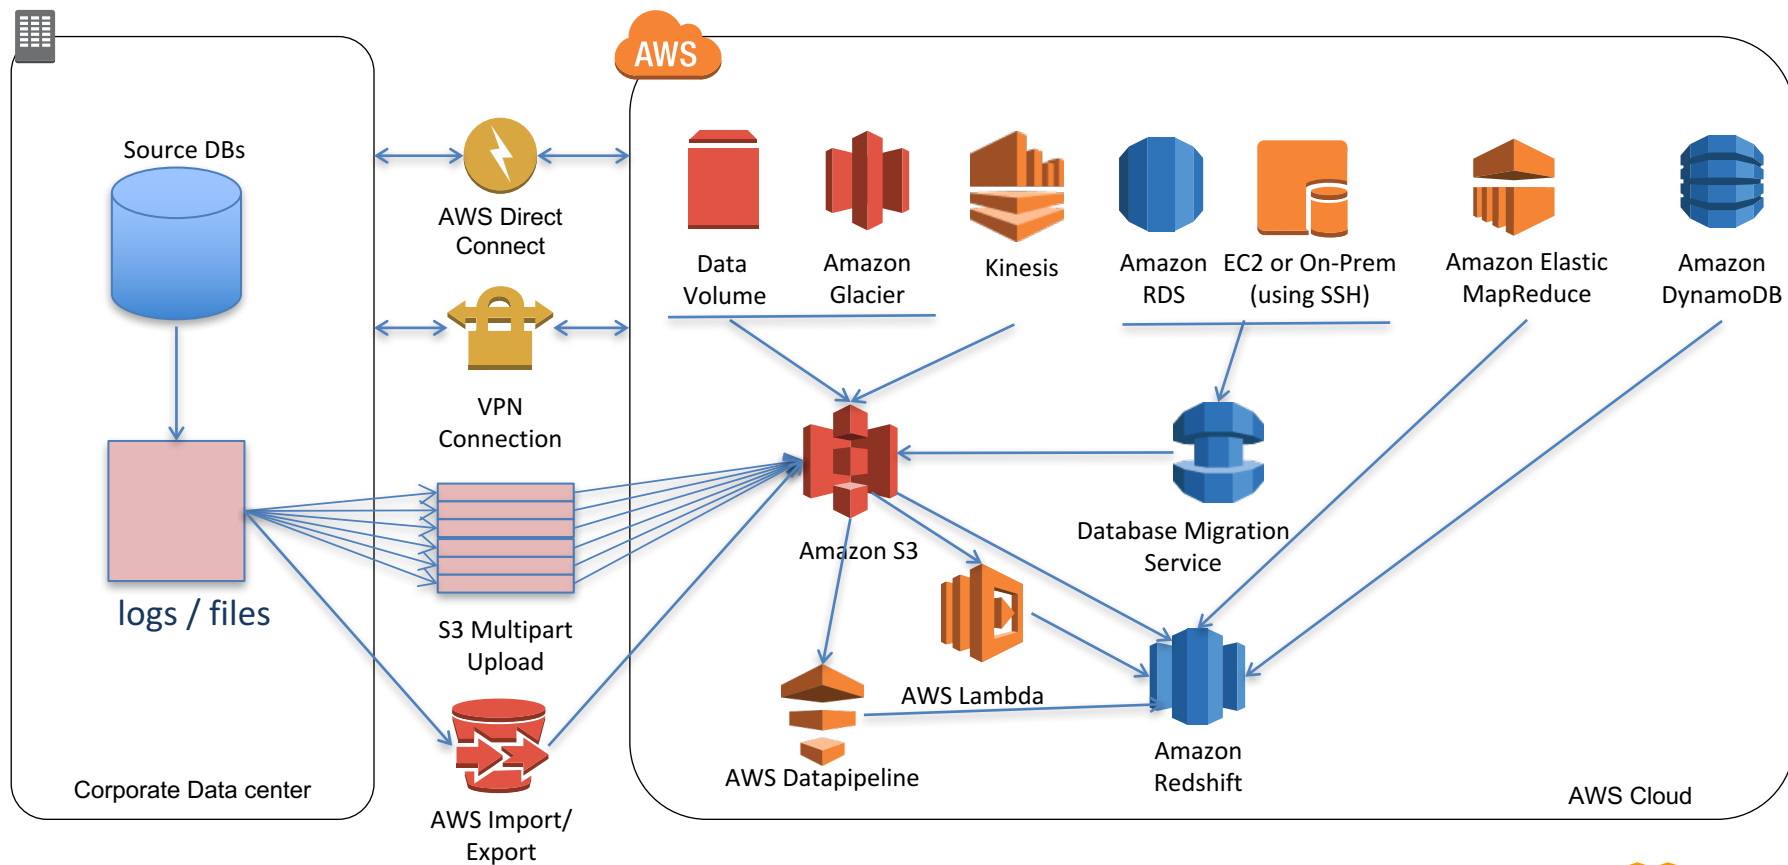 AWS
Source DBs
AWS Direct
Connect
Data
Volume
Amazon
Glacier
Kinesis
Amazon
RDS
EC2 or On-Prem
(using SSH)
Amazon Elastic
MapReduce
Amazon
DynamoDB
VPN
Connection
Amazon S3
Database Migration
Service
logs / files
S3 Multipart
Upload
AWS Lambda
Amazon
Redshift
AWS Datapipeline
Corporate Data center
AWS Cloud
AWS Import/
Export